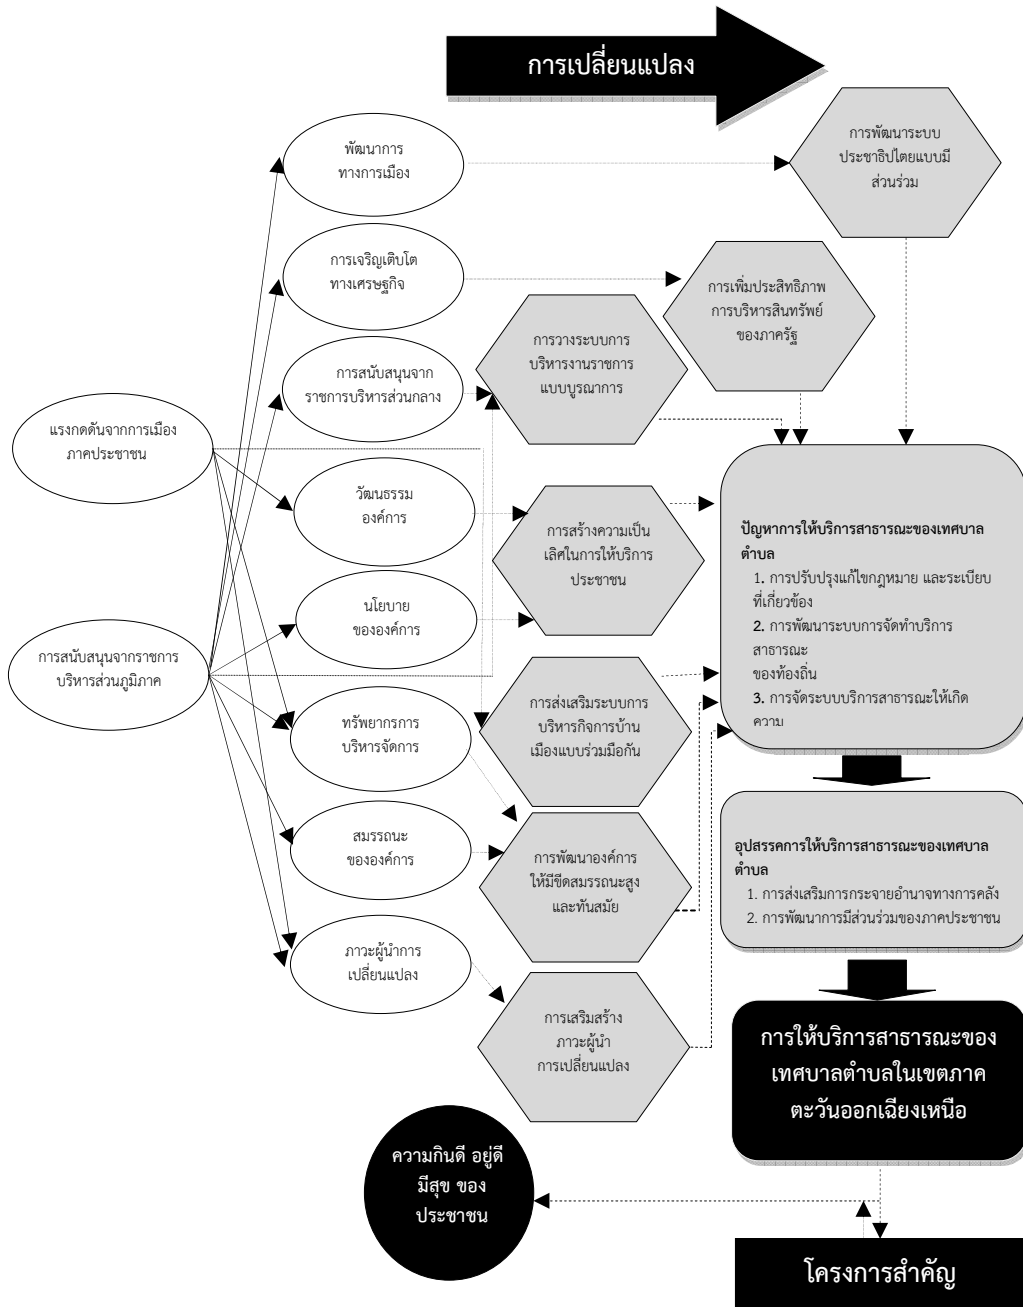 การเปลี่ยนแปลง
พัฒนาการ
ทางการเมือง
การพัฒนาระบบ
ประชาธิปไตยแบบมี
ส่วนร่วม
การเจริญเติบโต
ทางเศรษฐกิจ
การเพิ่มประสิทธิภาพ
การบริหารสินทรัพย์
ของภาครัฐ
การสนับสนุนจาก
ราชการบริหารส่วนกลาง
การวางระบบการ
บริหารงานราชการ
แบบบูรณาการ
แรงกดดันจากการเมือง
ภาคประชาชน
วัฒนธรรม
องค์การ
การสร้างความเป็น
เลิศในการให้บริการ
ประชาชน
นโยบาย
ขององค์การ
การสนับสนุนจากราชการ
บริหารส่วนภูมิภาค
ทรัพยากรการ
บริหารจัดการ
การส่งเสริมระบบการ
บริหารกิจการบ้าน
เมืองแบบร่วมมือกัน
สมรรถนะ
ขององค์การ
การพัฒนาองค์การ
ให้มีขีดสมรรถนะสูง
และทันสมัย
ภาวะผู้นำการ
เปลี่ยนแปลง
การเสริมสร้าง
ภาวะผู้นำ
การเปลี่ยนแปลง
ปัญหาการให้บริการสาธารณะของเทศบาล
ตำบล
1. การปรับปรุงแก้ไขกฎหมาย และระเบียบ
ที่เกี่ยวข้อง
2. การพัฒนาระบบการจัดทำบริการ
สาธารณะ
ของท้องถิ่น
3. การจัดระบบบริการสาธารณะให้เกิด
ความ
อุปสรรคการให้บริการสาธารณะของเทศบาล
ตำบล
1. การส่งเสริมการกระจายอำนาจทางการคลัง
2. การพัฒนาการมีส่วนร่วมของภาคประชาชน
การให้บริการสาธารณะของ
เทศบาลตำบลในเขตภาค
ตะวันออกเฉียงเหนือ
ความกินดี อยู่ดี
มีสุข ของ
ประชาชน
โครงการสำคัญ